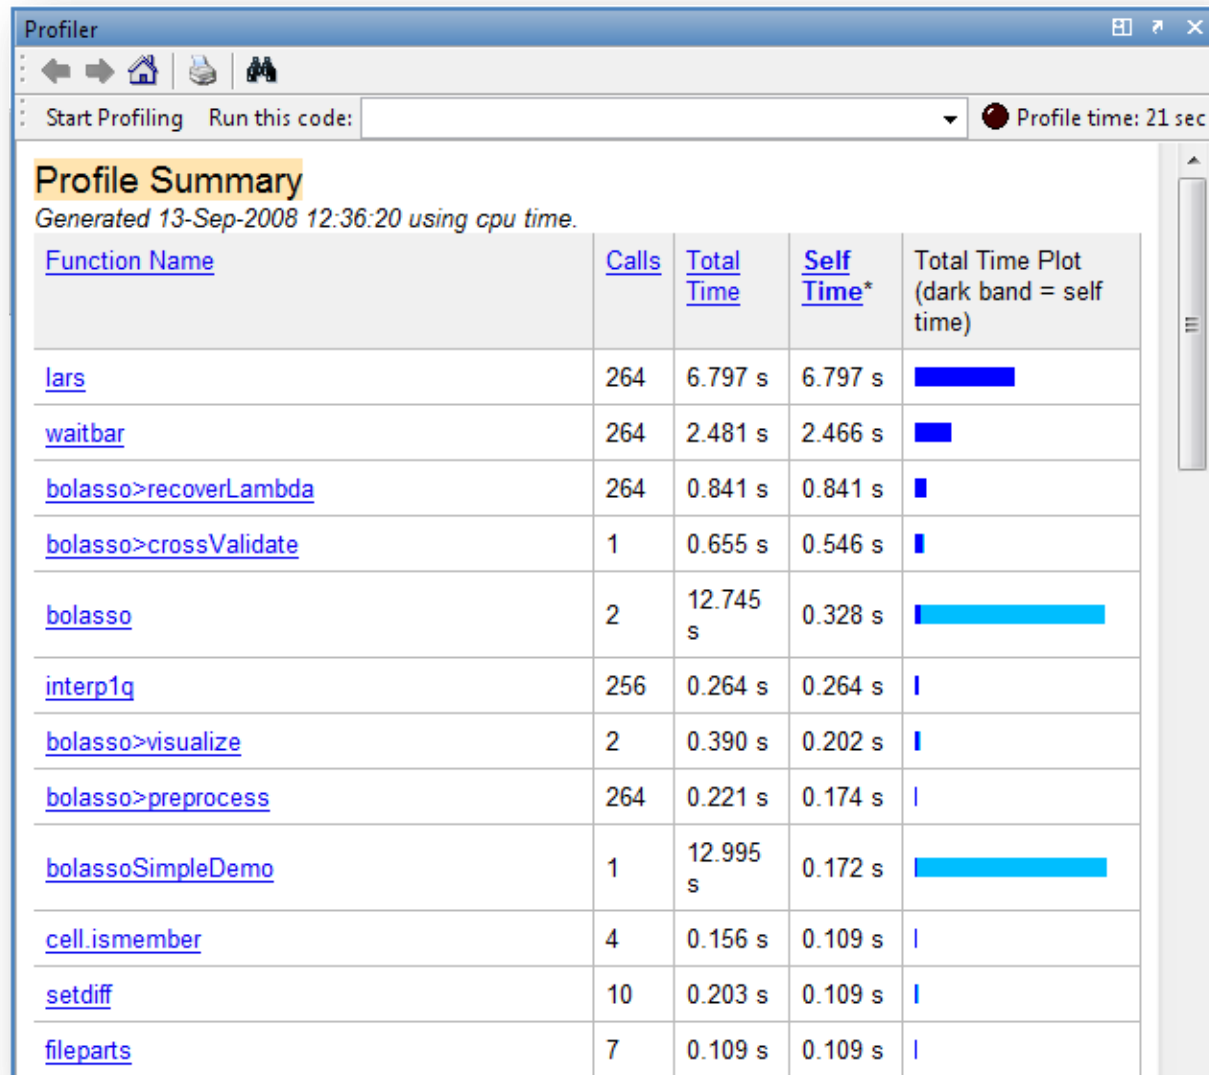 Profiler
Start Profiling Run this code: Profile time: 21 sec
Profile Summary
Generated 13-Sep-2008 12:36:20 using cpu time.
Function Name Calls Total Time Self Time* Total Time Plot (dark band = self time)
lars 264 6.797 s 6.797 s
waitbar 264 2.481 s 2.466 s
bolasso>recoverLambda 264 0.841 s 0.841 s
bolasso>crossValidate 1 0.655 s 0.546 s
bolasso 2 12.745 s 0.328 s
interp1q 256 0.264 s 0.264 s
bolasso>visualize 2 0.390 s 0.202 s
bolasso>preprocess 264 0.221 s 0.174 s
bolassoSimpleDemo 1 12.995 s 0.172 s
cell.ismember 4 0.156 s 0.109 s
setdiff 10 0.203 s 0.109 s
fileparts 7 0.109 s 0.109 s